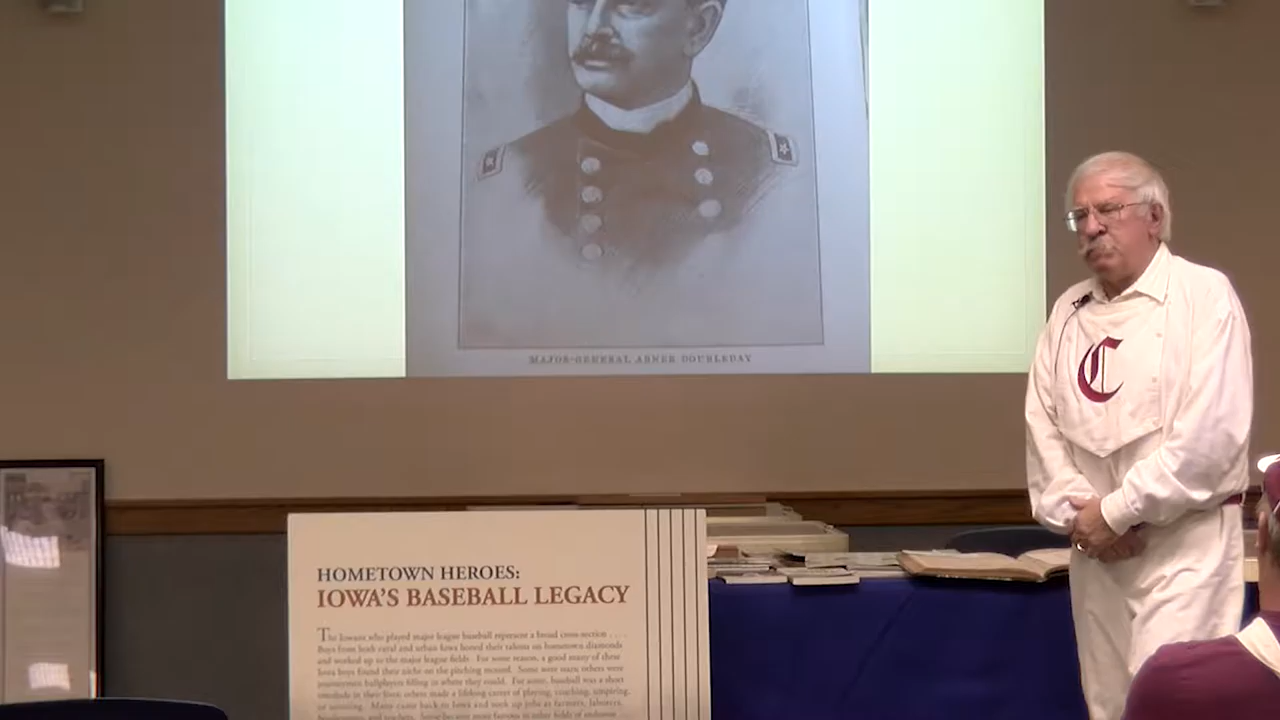 MAJOR-GENERAL ABNER DOUBLEDAY
C
HOMETOWN HEROES:
IOWA'S BASEBALL LEGACY
The Iowans who played major league baseball represent a broad cross-section . . .
Boys from both rural and urban Iowa honed their talents on hometown diamonds
and worked up to the major league fields. For some reason, a good many of these
Iowa boys found their niche on the pitching mound. Some were stars; others were
journeymen ballplayers filling in where they could. For some, baseball was a short
interlude in their lives; others made a lifelong career of playing, coaching, umpiring,
or scouting. Many came back to Iowa and took up jobs as farmers, laborers,